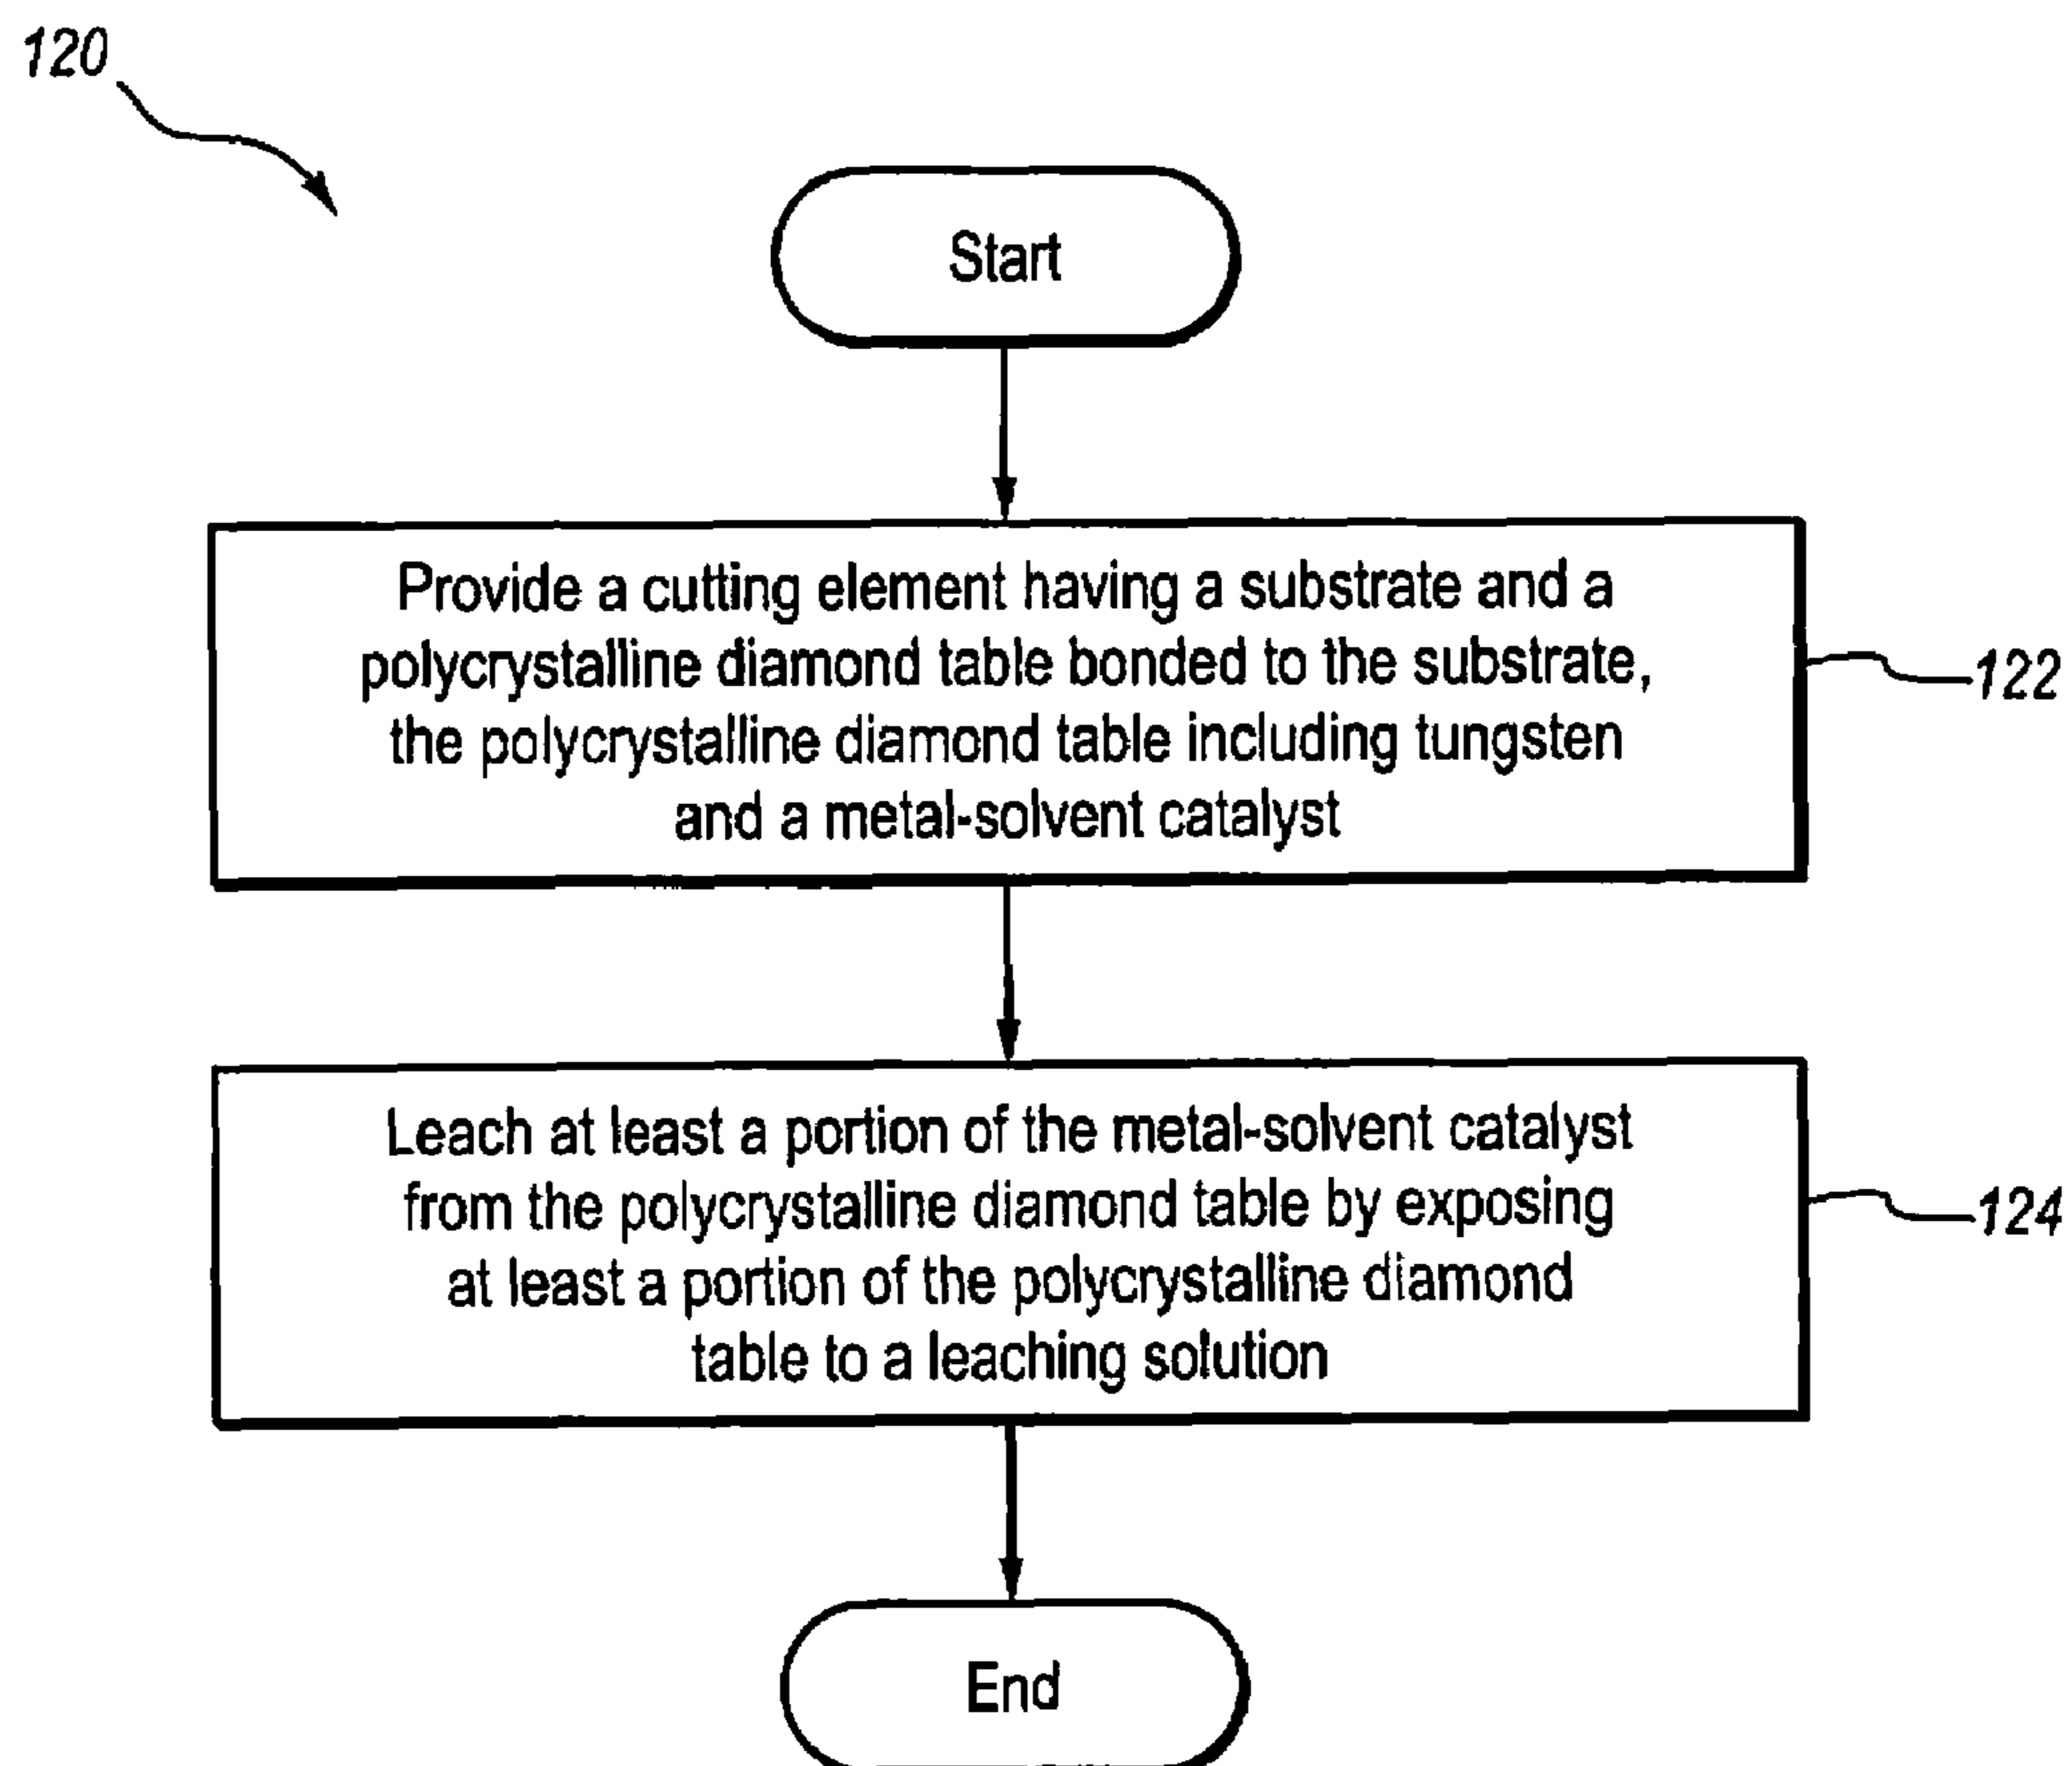 120
Start
Provide a cutting element having a substrate and a
polycrystalline diamond table bonded to the substrate,
the polycrystalline diamond table including tungsten
and a metal-solvent catalyst
122
Leach at least a portion of the metal-solvent catalyst
from the polycrystalline diamond table by exposing
at least a portion of the polycrystalline diamond
table to a leaching solution
124
End